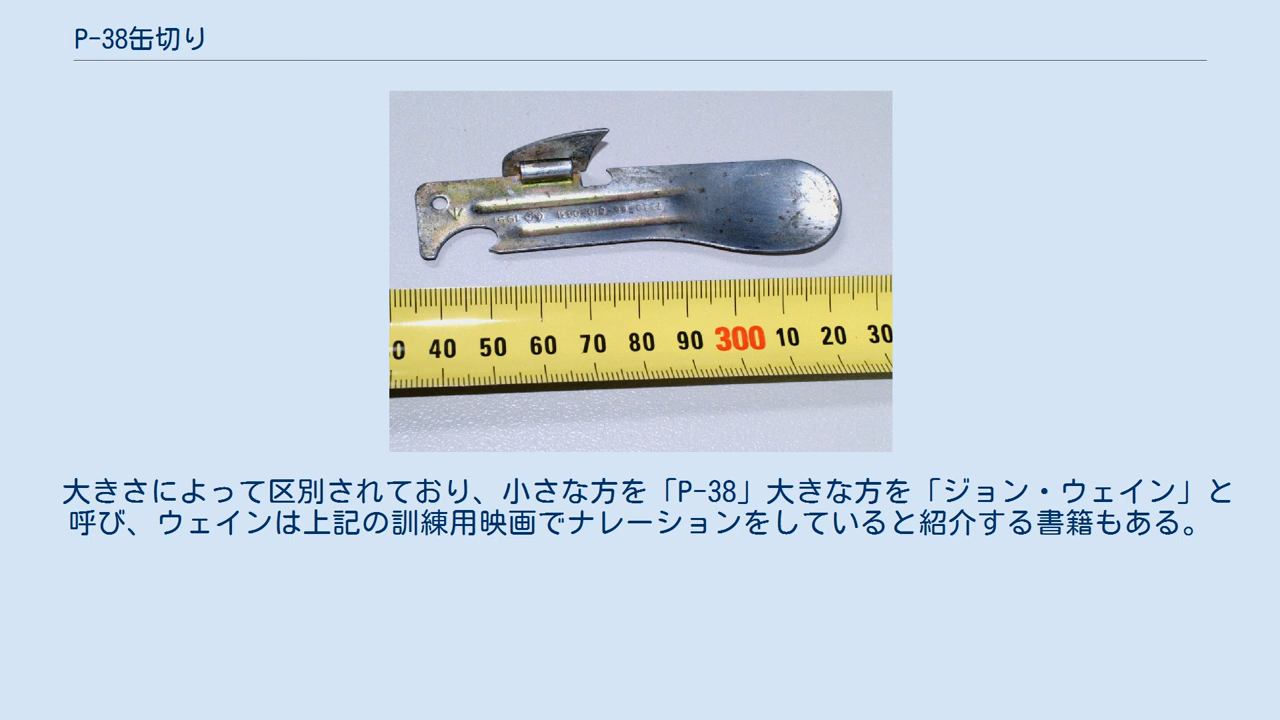 P-38缶切り
40 50 60 70 80 90 300 10 20 30
大きさによって区別されており、小さな方を「P-38」大きな方を「ジョン・ウェイン」と
呼び、ウェインは上記の訓練用映画でナレーションをしていると紹介する書籍もある。